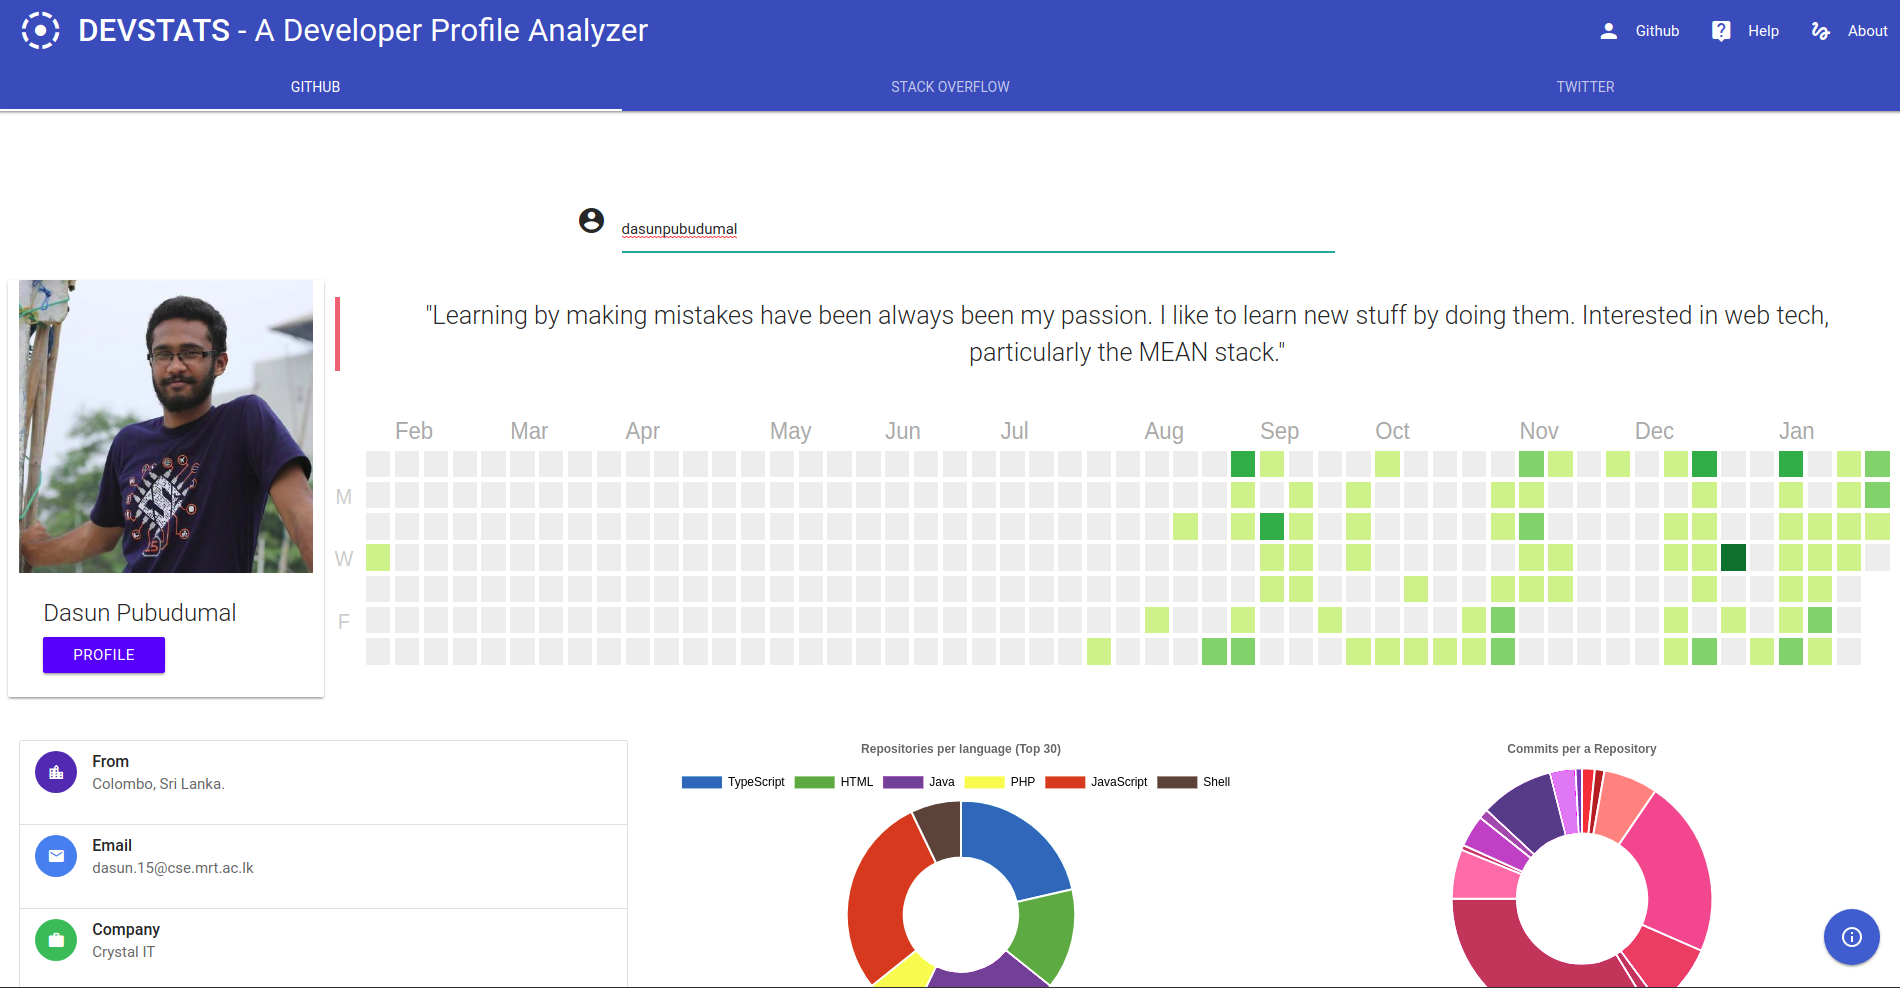 DEVSTATS - A Developer Profile Analyzer
Github
Help
About
GITHUB
STACK OVERFLOW
TWITTER
dasunpubudumal
"Learning by making mistakes have been always been my passion. I like to learn new stuff by doing them. Interested in web tech,
particularly the MEAN stack."
Feb Mar Apr May Jun Jul Aug Sep Oct Nov Dec Jan
M
W
F
Dasun Pubudumal
PROFILE
From
Colombo, Sri Lanka.
Email
dasun.15@cse.mrt.ac.lk
Company
Crystal IT
Repositories per language (Top 30)
TypeScript HTML Java PHP JavaScript Shell
Commits per a Repository